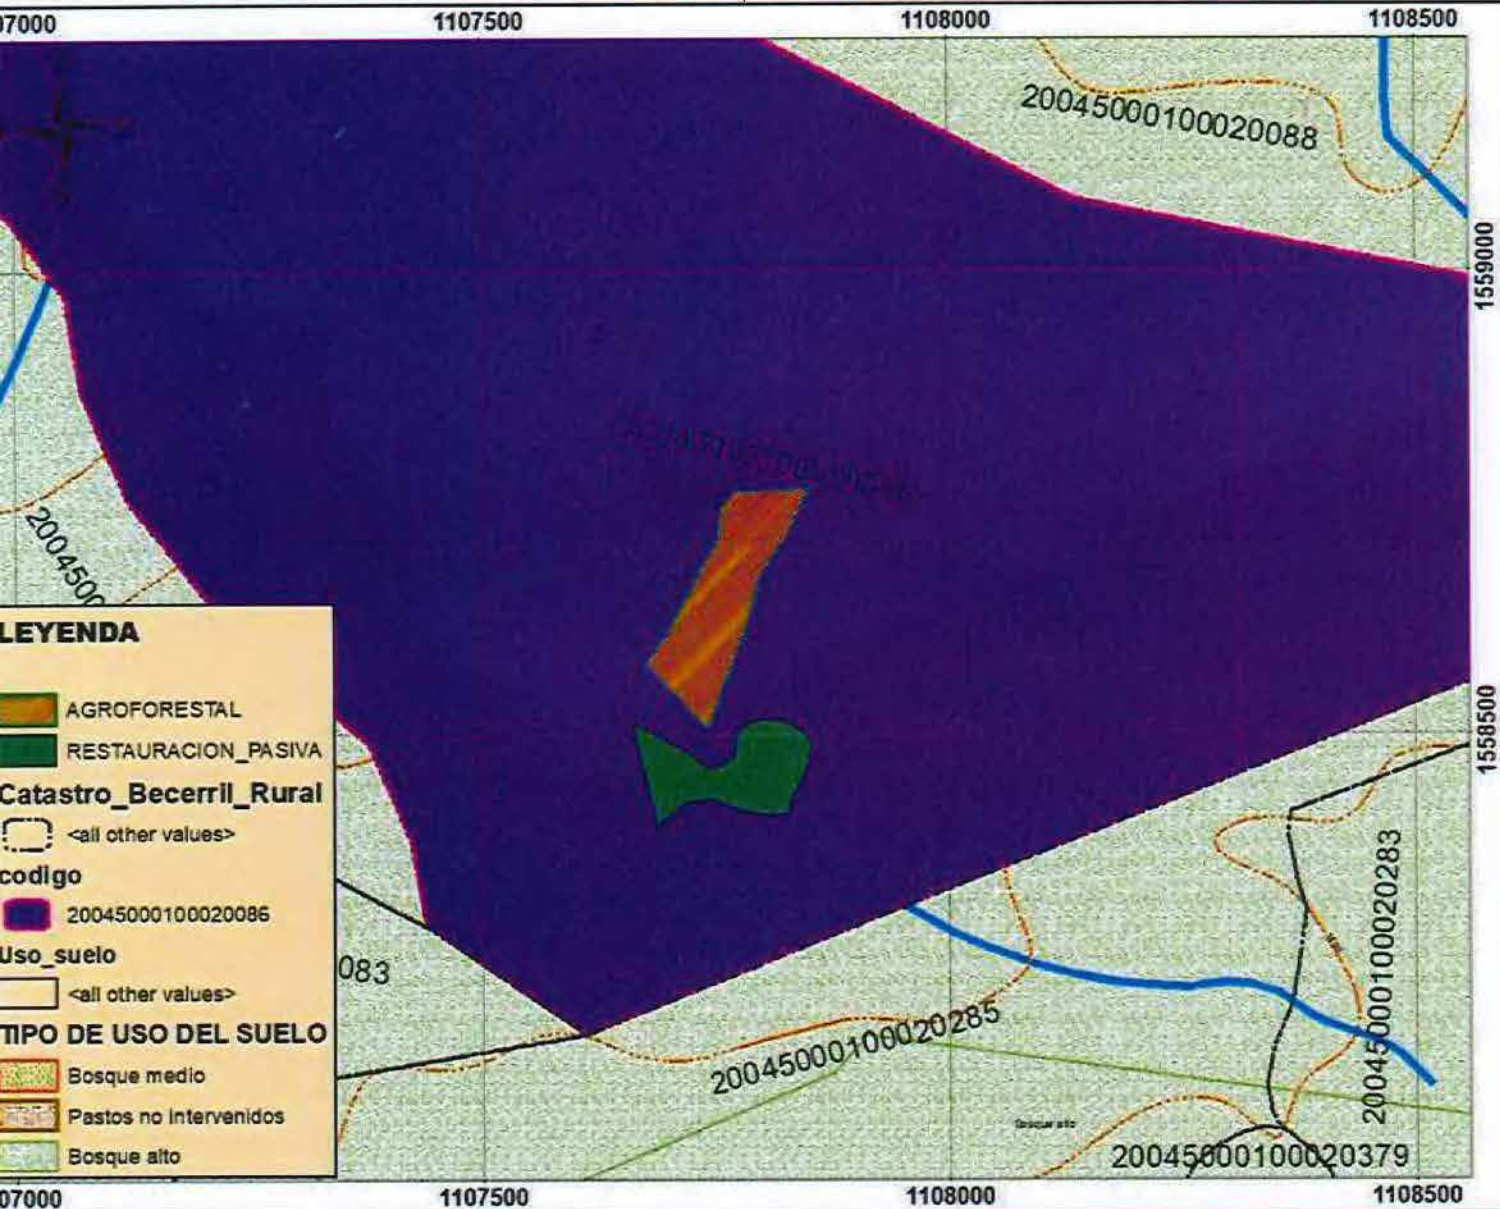 07000 1107500 1108000 1108500
20045000100020088
1559000
2004500
LEYENDA
AGROFORESTAL
RESTAURACION_PASIVA
Catastro_Becerril_Rural
<all other values>
codigo
20045000100020086
Uso_suelo
<all other values>
TIPO DE USO DEL SUELO
Bosque medio
Pastos no intervenidos
Bosque alto
1558500
083
20045000100020283
20045000100020285
Bosque alto
20045000100020379
07000 1107500 1108000 1108500